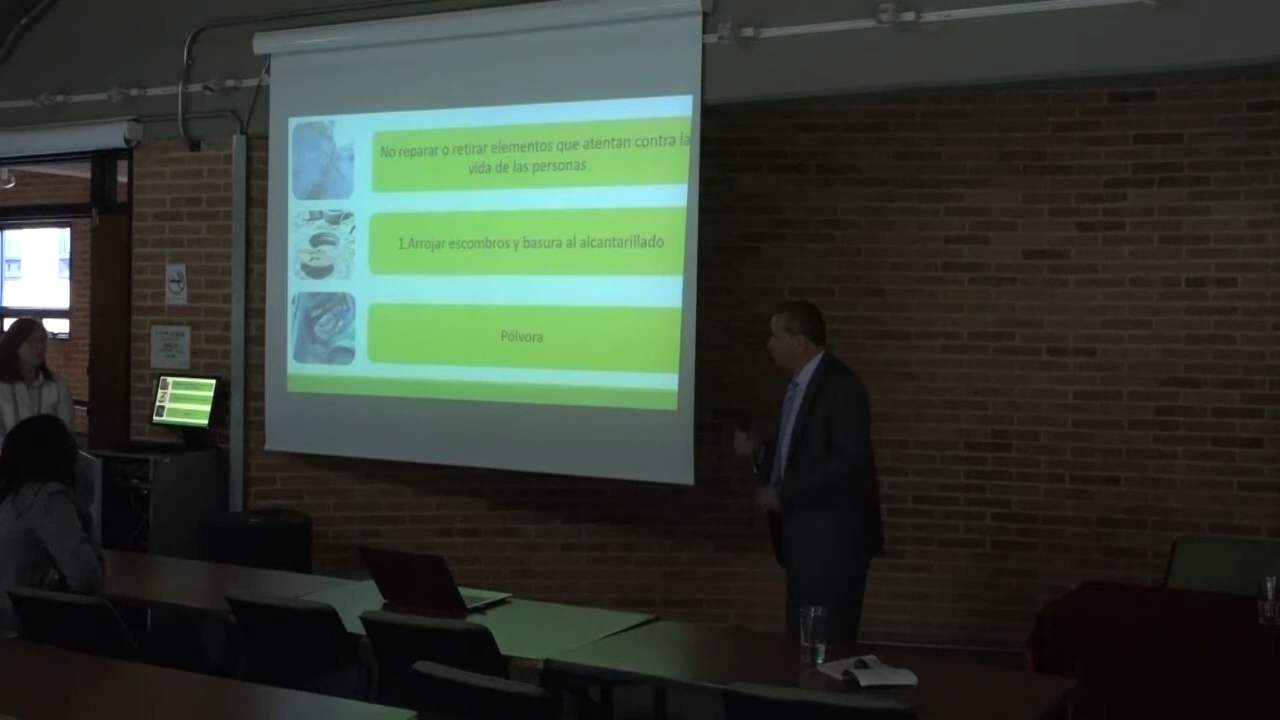 No reparar o retirar elementos que atentan contra la
vida de las personas
1.Arrojar escombros y basura al alcantarillado
Pólvora